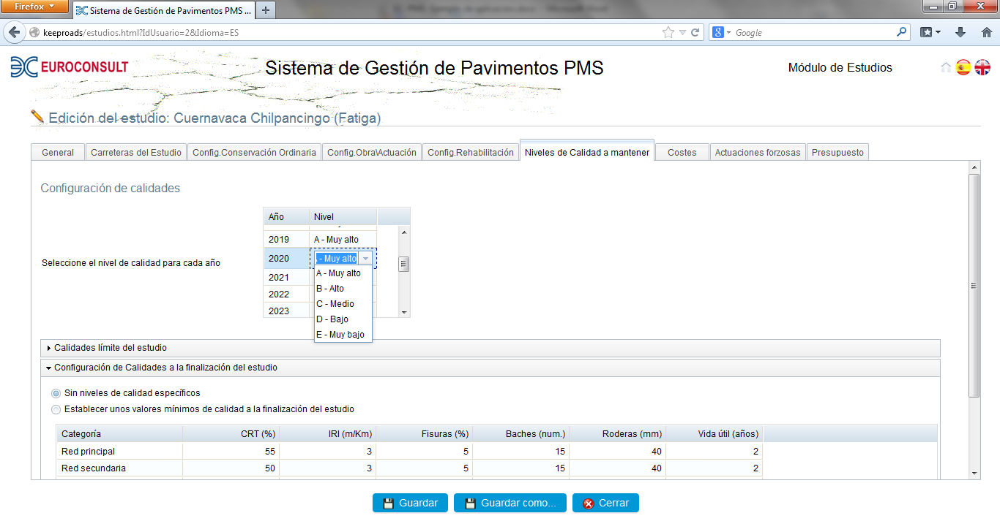 Firefox
Sistema de Gestión de Pavimentos PMS ...
keeproads/estudios.html?IdUsuario=2&Idioma=ES
Google
EUROCONSULT
Sistema de Gestión de Pavimentos PMS
Módulo de Estudios
Edición del estudio: Cuernavaca Chilpancingo (Fatiga)
General
Carreteras del Estudio
Config.Conservación Ordinaria
Config.Obra\Actuación
Config.Rehabilitación
Niveles de Calidad a mantener
Costes
Actuaciones forzosas
Presupuesto
Configuración de calidades
Seleccione el nivel de calidad para cada año
Año Nivel
2019 A - Muy alto
2020 - Muy alto
2021
2022
2023
A - Muy alto
B - Alto
C - Medio
D - Bajo
E - Muy bajo
Calidades límite del estudio
Configuración de Calidades a la finalización del estudio
Sin niveles de calidad específicos
Establecer unos valores mínimos de calidad a la finalización del estudio
Categoría CRT (%) IRI (m/Km) Fisuras (%) Baches (num.) Roderas (mm) Vida útil (años)
Red principal 55 3 5 15 40 2
Red secundaria 50 3 5 15 40 2
Guardar
Guardar como...
Cerrar